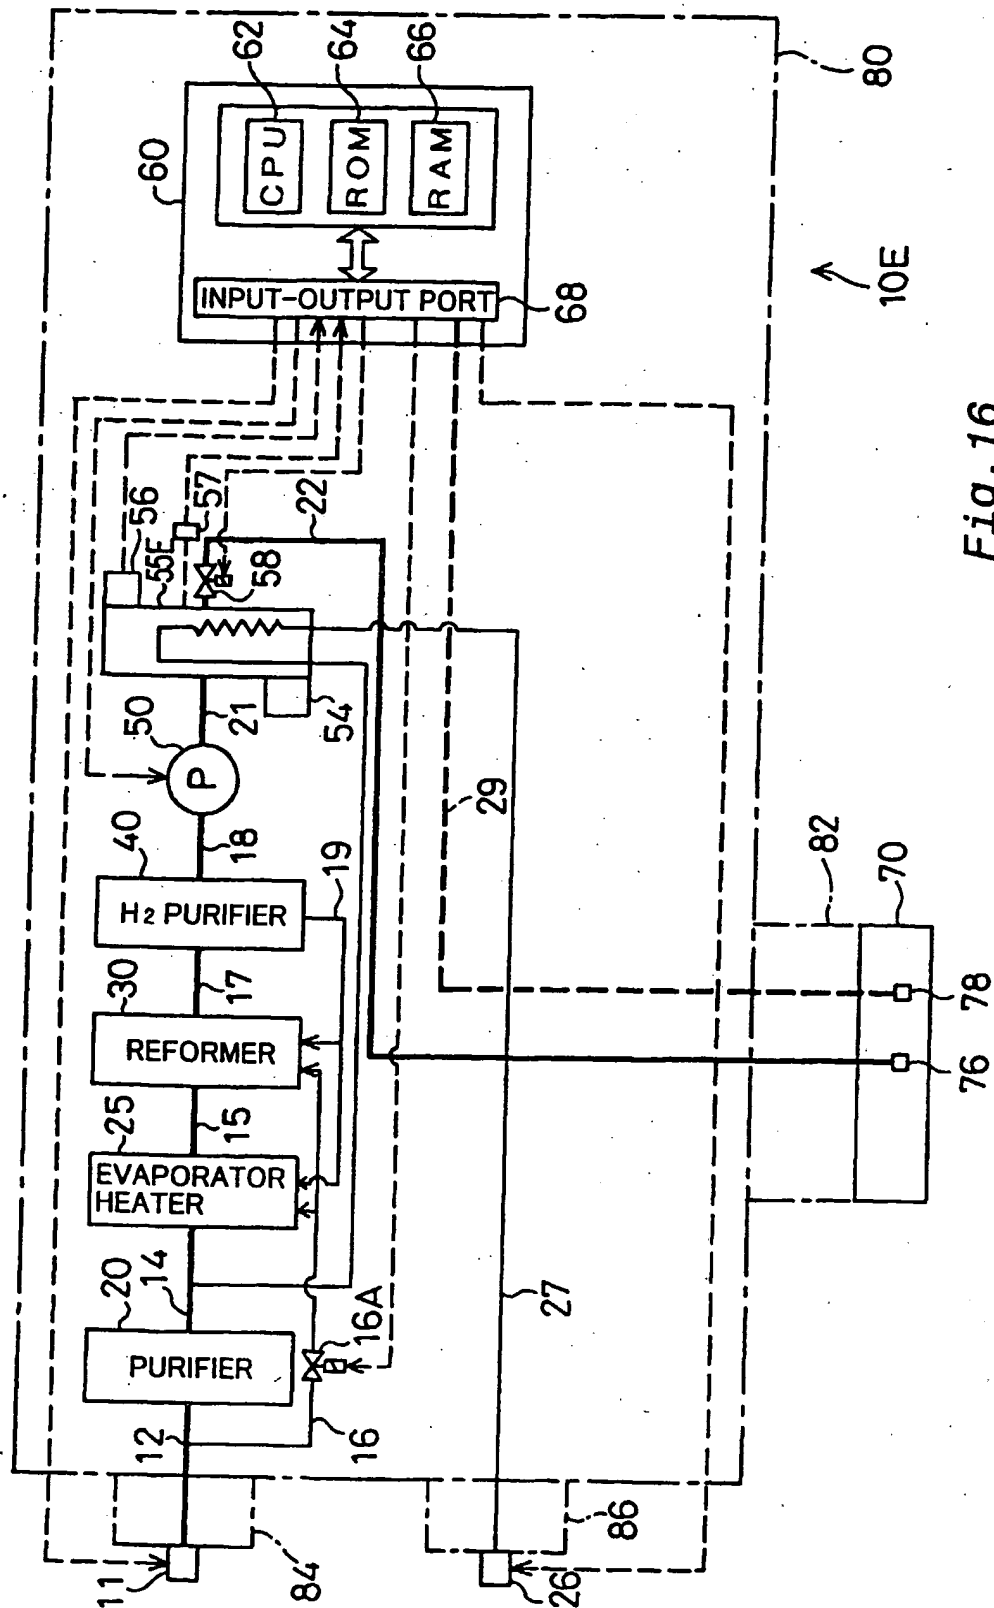 62
64
66
60
CPU
ROM
RAM
INPUT-OUTPUT PORT
68
80
10E
56
55E
57
58
22
50
P
21
54
40
H2 PURIFIER
18
19
29
30
REFORMER
17
82
70
78
76
25
EVAPORATOR
HEATER
15
20
PURIFIER
14
16A
27
12
16
11
84
26
86
Fig.16